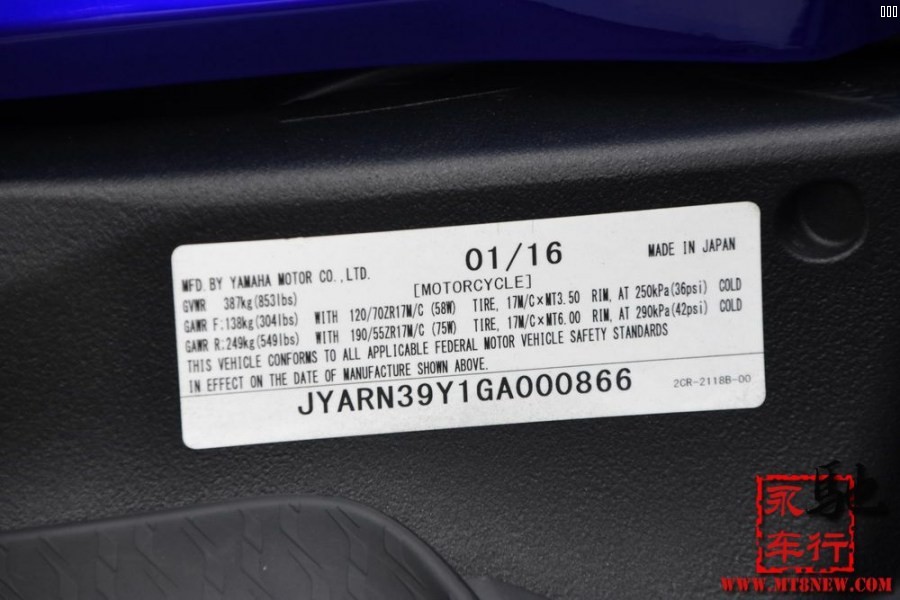 01/16
MADE IN JAPAN
MFD. BY YAMAHA MOTOR CO., LTD.
[MOTORCYCLE]
GVWR 387kg(853lbs)
GAWR F:138kg(304lbs) WITH 120/70ZR17M/C (58W) TIRE, 17M/C×MT3.50 RIM, AT 250kPa(36psi) COLD
GAWR R:249kg(549lbs) WITH 190/55ZR17M/C (75W) TIRE, 17M/C×MT6.00 RIM, AT 290kPa(42psi) COLD
THIS VEHICLE CONFORMS TO ALL APPLICABLE FEDERAL MOTOR VEHICLE SAFETY STANDARDS
IN EFFECT ON THE DATE OF MANUFACTURE SHOWN ABOVE.
JYARN39Y1GA000866
2CR-2118B-00
永驰
车行
WWW.MT8NEW.COM